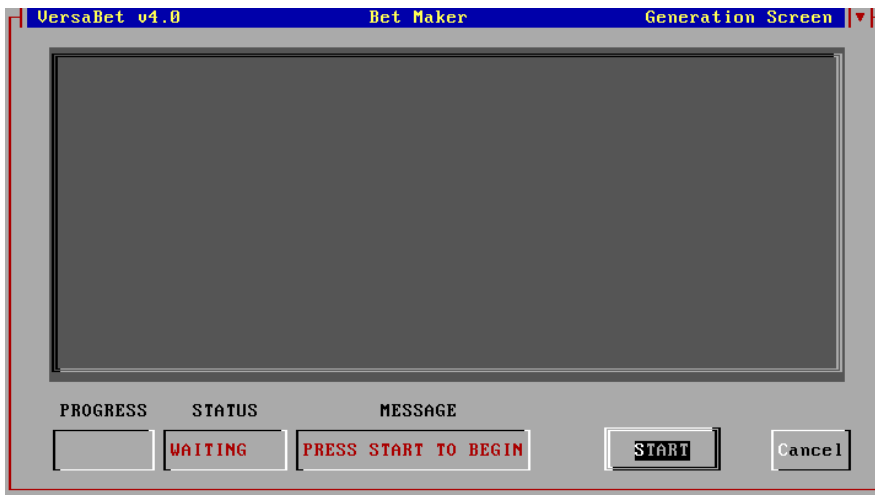 VersaBet v4.0 Bet Maker Generation Screen
PROGRESS STATUS MESSAGE
WAITING PRESS START TO BEGIN START Cancel